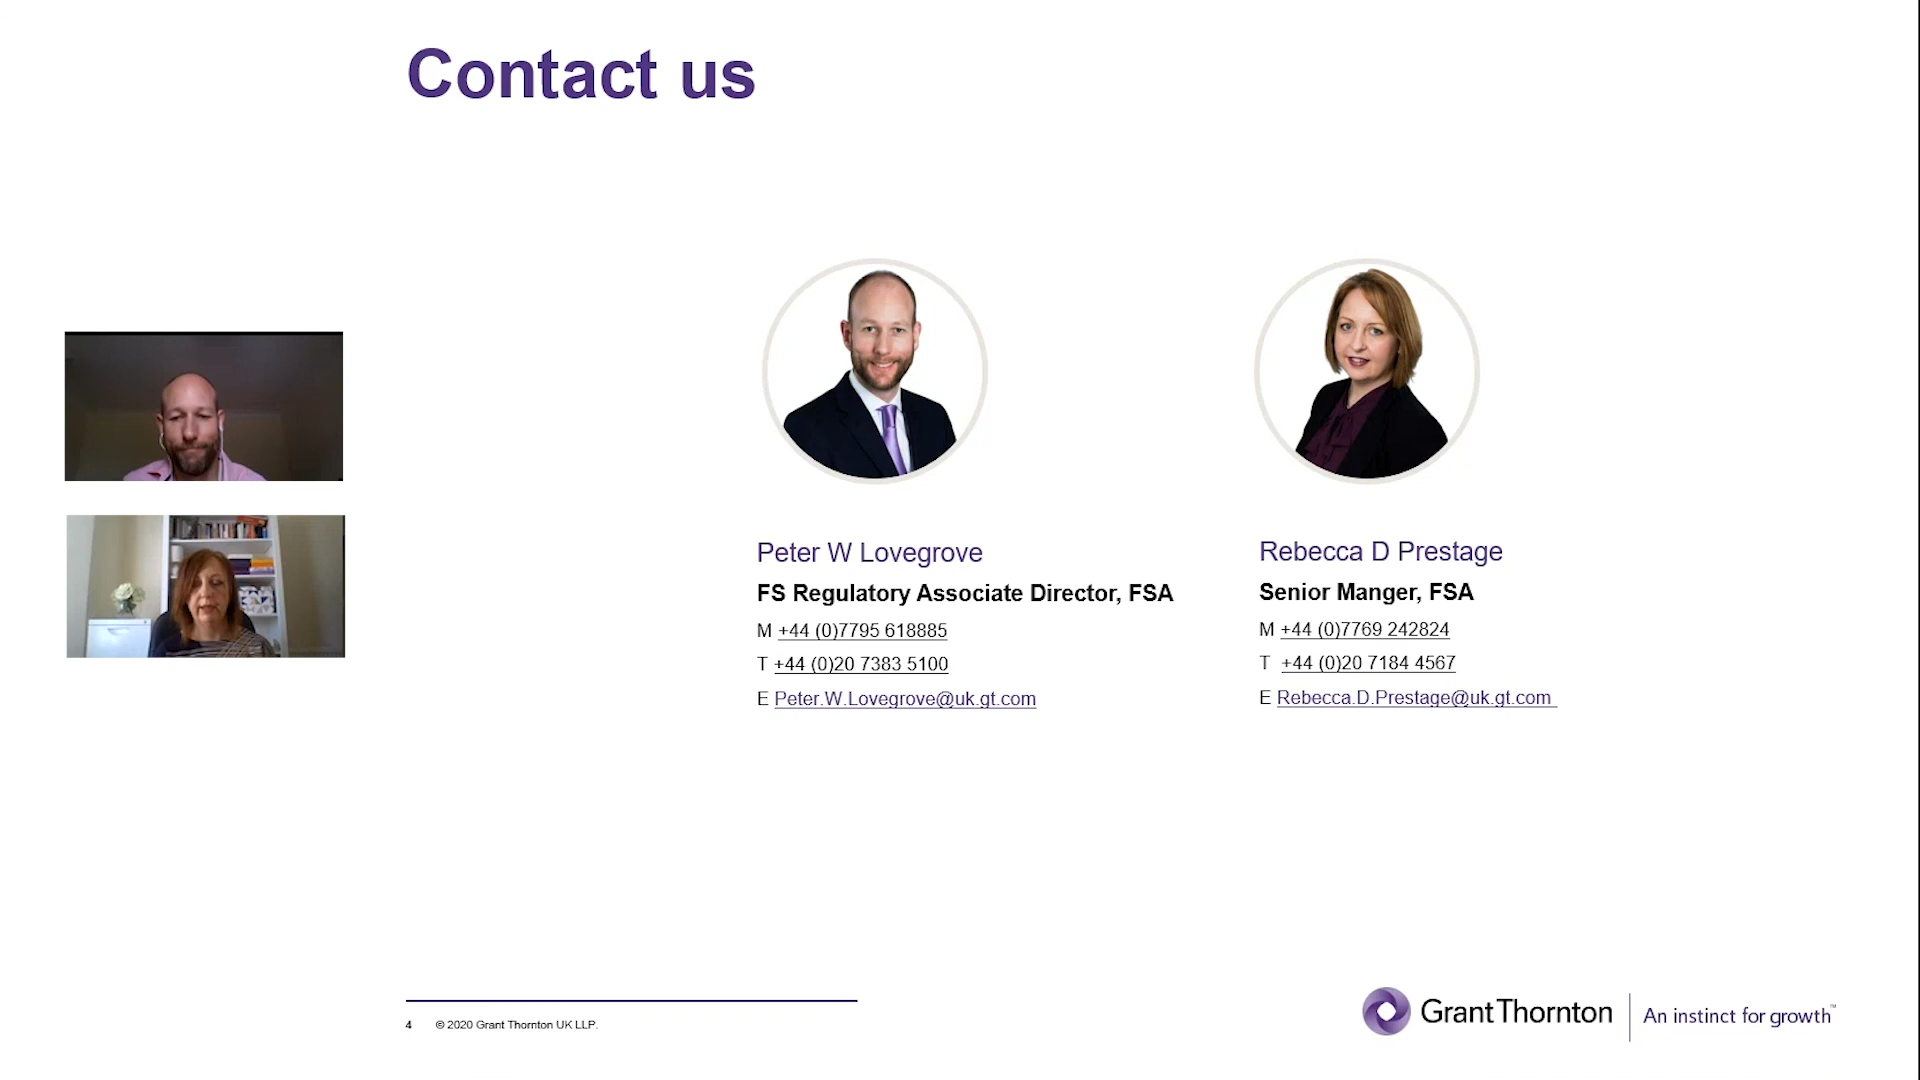 Contact us
Peter W Lovegrove
FS Regulatory Associate Director, FSA
M +44 (0)7795 618885
T +44 (0)20 7383 5100
E Peter.W.Lovegrove@uk.gt.com
Rebecca D Prestage
Senior Manger, FSA
M +44 (0)7769 242824
T +44 (0)20 7184 4567
E Rebecca.D.Prestage@uk.gt.com
4 © 2020 Grant Thornton UK LLP.
GrantThornton
An instinct for growth™